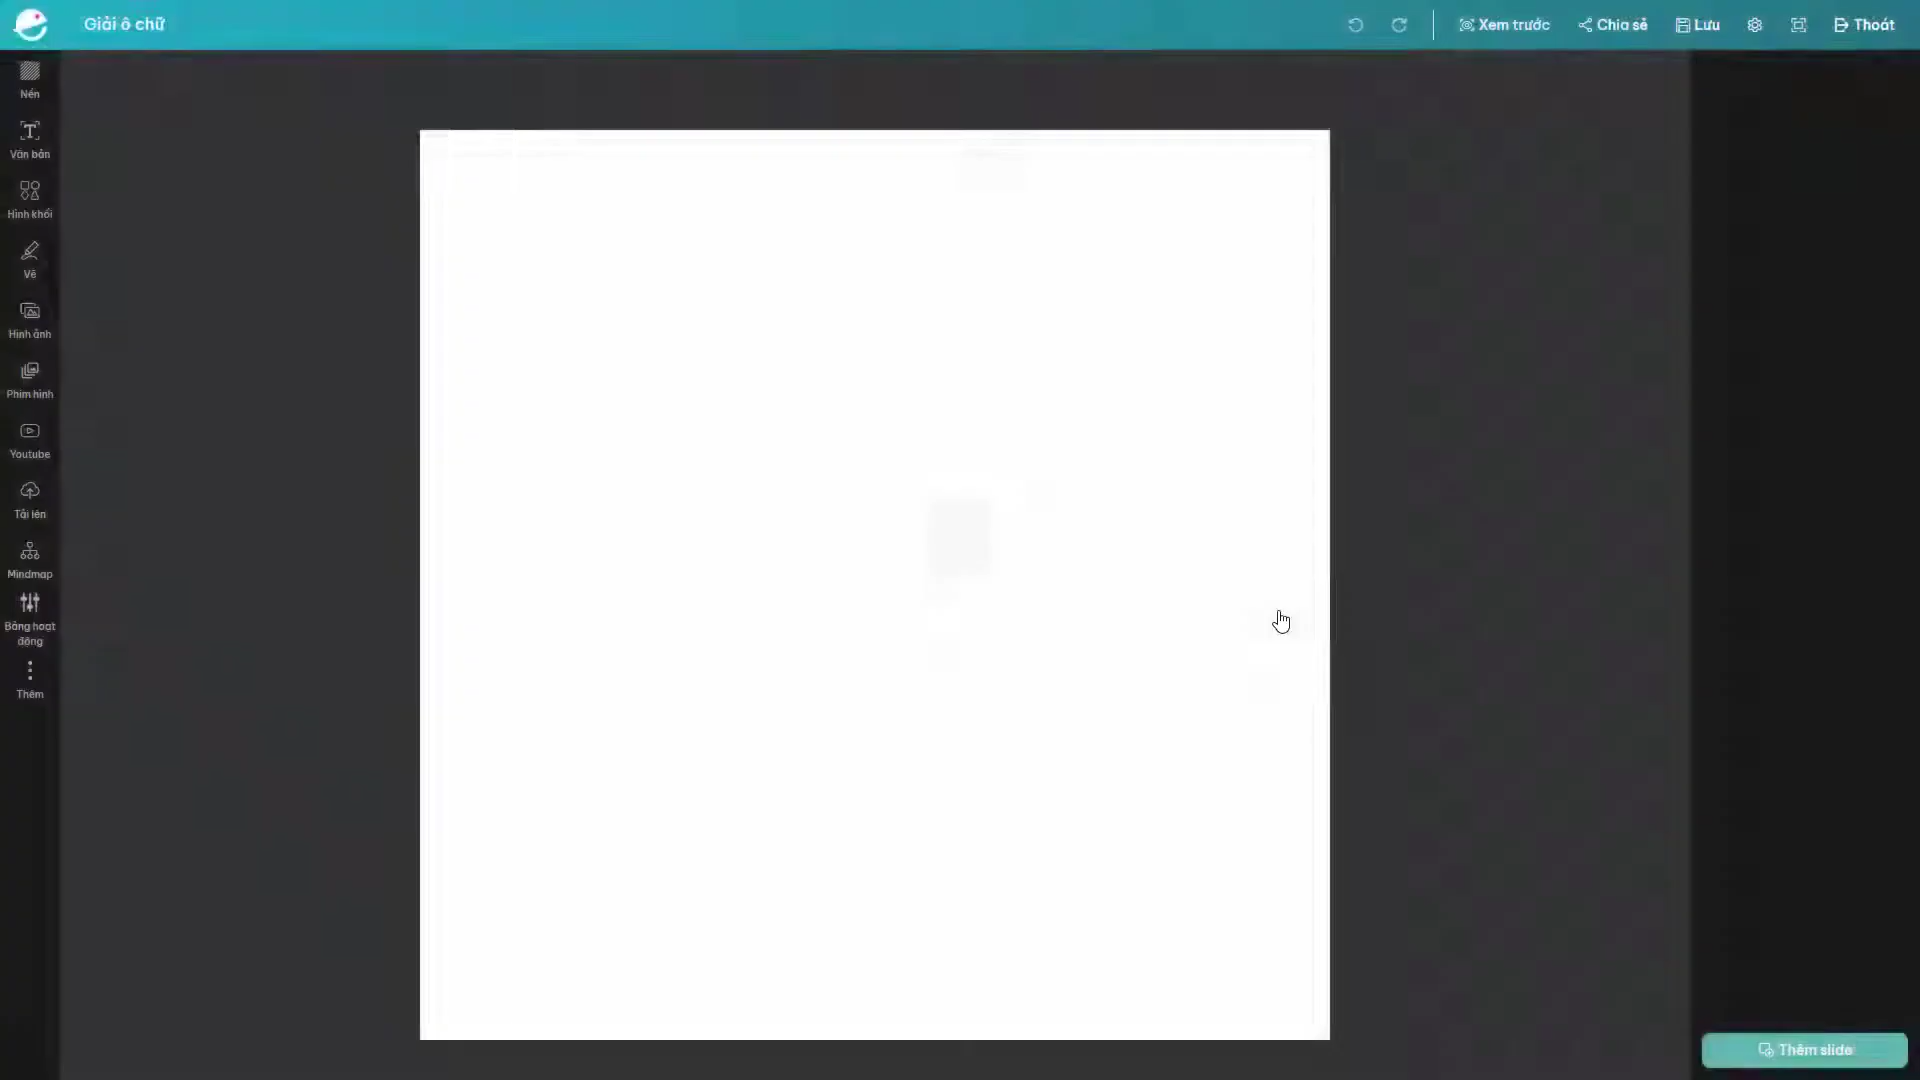 Giải ô chữ
Xem trước
Chia sẻ
Lưu
Thoát
Nền
Văn bản
Hình khối
Vẽ
Hình ảnh
Phim hình
Youtube
Tải lên
Mindmap
Bảng hoạt
động
Thêm
Thêm slide